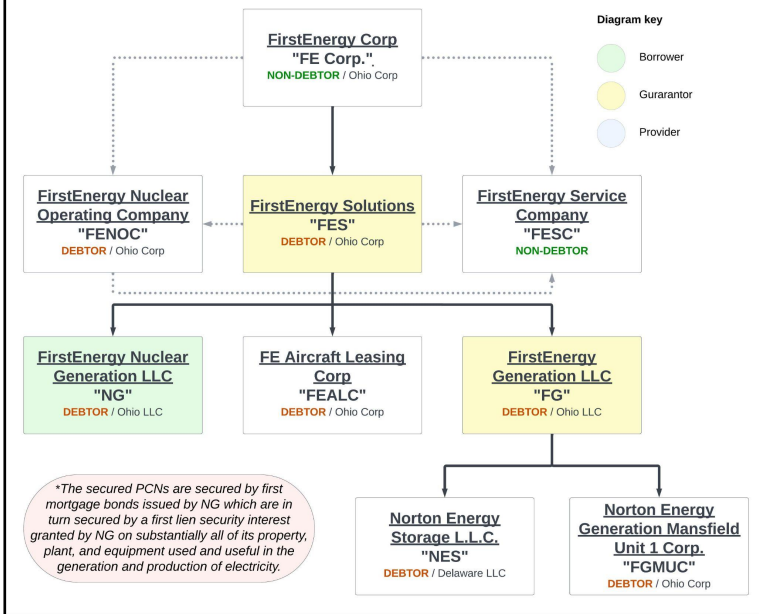 FirstEnergy Corp
"FE Corp."
NON-DEBTOR / Ohio Corp
Diagram key
Borrower
Gurarantor
Provider
FirstEnergy Nuclear
Operating Company
"FENOC"
DEBTOR / Ohio Corp
FirstEnergy Solutions
"FES"
DEBTOR / Ohio Corp
FirstEnergy Service
Company
"FESC"
NON-DEBTOR
FirstEnergy Nuclear
Generation LLC
"NG"
DEBTOR / Ohio LLC
FE Aircraft Leasing
Corp
"FEALC"
DEBTOR / Ohio Corp
FirstEnergy
Generation LLC
"FG"
DEBTOR / Ohio LLC
*The secured PCNs are secured by first
mortgage bonds issued by NG which are in
turn secured by a first lien security interest
granted by NG on substantially all of its property,
plant, and equipment used and useful in the
generation and production of electricity.
Norton Energy
Storage L.L.C.
"NES"
DEBTOR / Delaware LLC
Norton Energy
Generation Mansfield
Unit 1 Corp.
"FGMUC"
DEBTOR / Ohio Corp